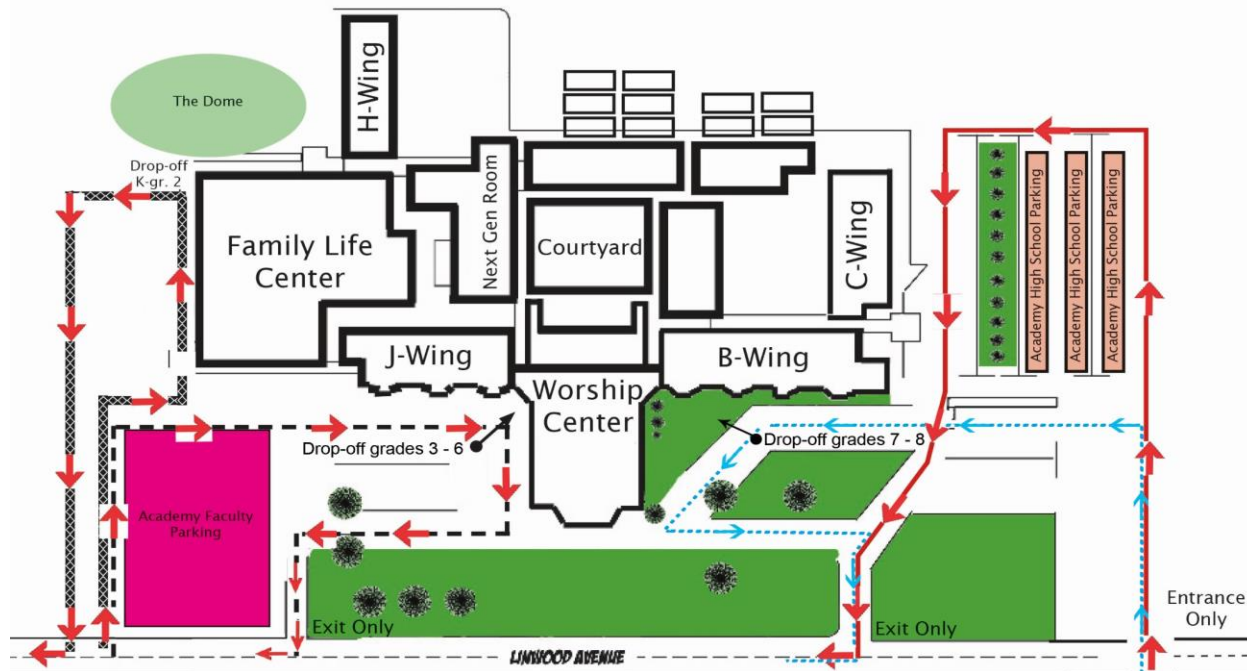 H-Wing
The Dome
Drop-off
K-gr. 2
Family Life
Center
Next Gen Room
Courtyard
C-Wing
Academy High School Parking
Academy High School Parking
Academy High School Parking
J-Wing
B-Wing
Worship
Center
Drop-off grades 3 - 6
Drop-off grades 7 - 8
Academy Faculty
Parking
Entrance
Only
Exit Only
Exit Only
LINWOOD AVENUE